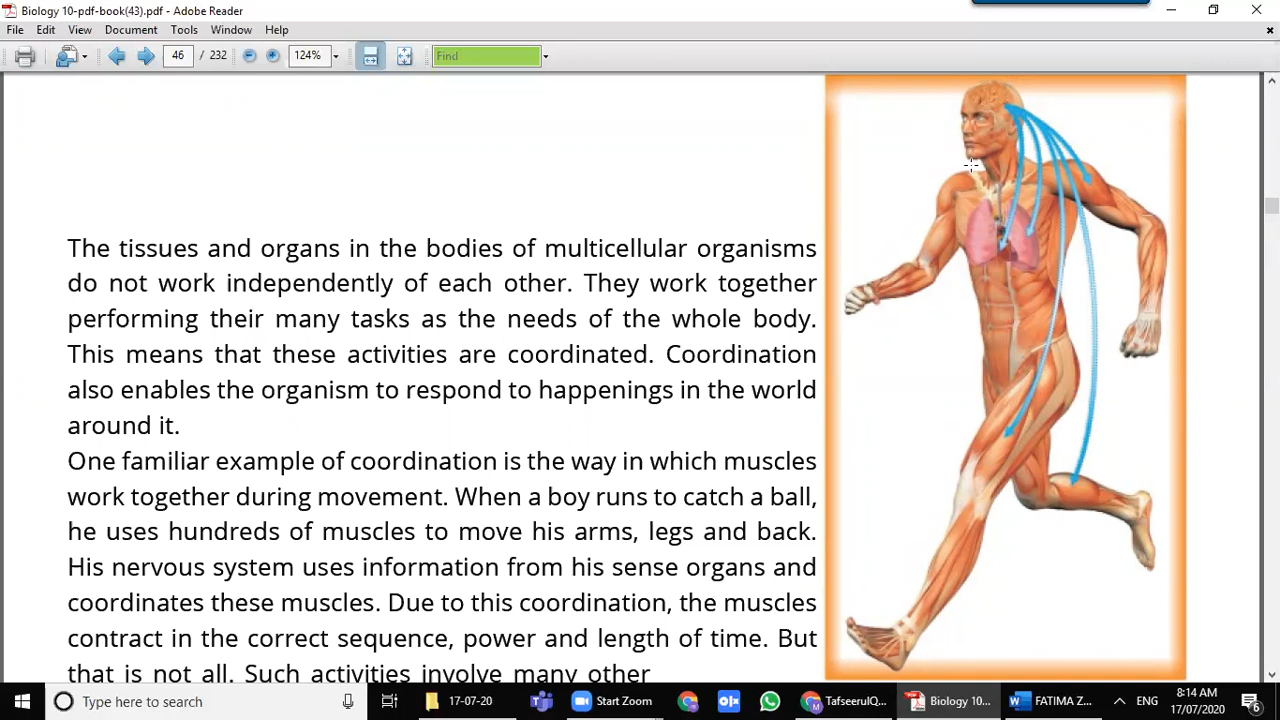 Biology 10-pdf-book(43).pdf - Adobe Reader
File Edit View Document Tools Window Help
46 / 232 124% Find
The tissues and organs in the bodies of multicellular organisms
do not work independently of each other. They work together
performing their many tasks as the needs of the whole body.
This means that these activities are coordinated. Coordination
also enables the organism to respond to happenings in the world
around it.
One familiar example of coordination is the way in which muscles
work together during movement. When a boy runs to catch a ball,
he uses hundreds of muscles to move his arms, legs and back.
His nervous system uses information from his sense organs and
coordinates these muscles. Due to this coordination, the muscles
contract in the correct sequence, power and length of time. But
that is not all. Such activities involve many other
Type here to search 17-07-20 Start Zoom TafseerulQ... Biology 10... FATIMA Z... ENG 8:14 AM 6
17/07/2020